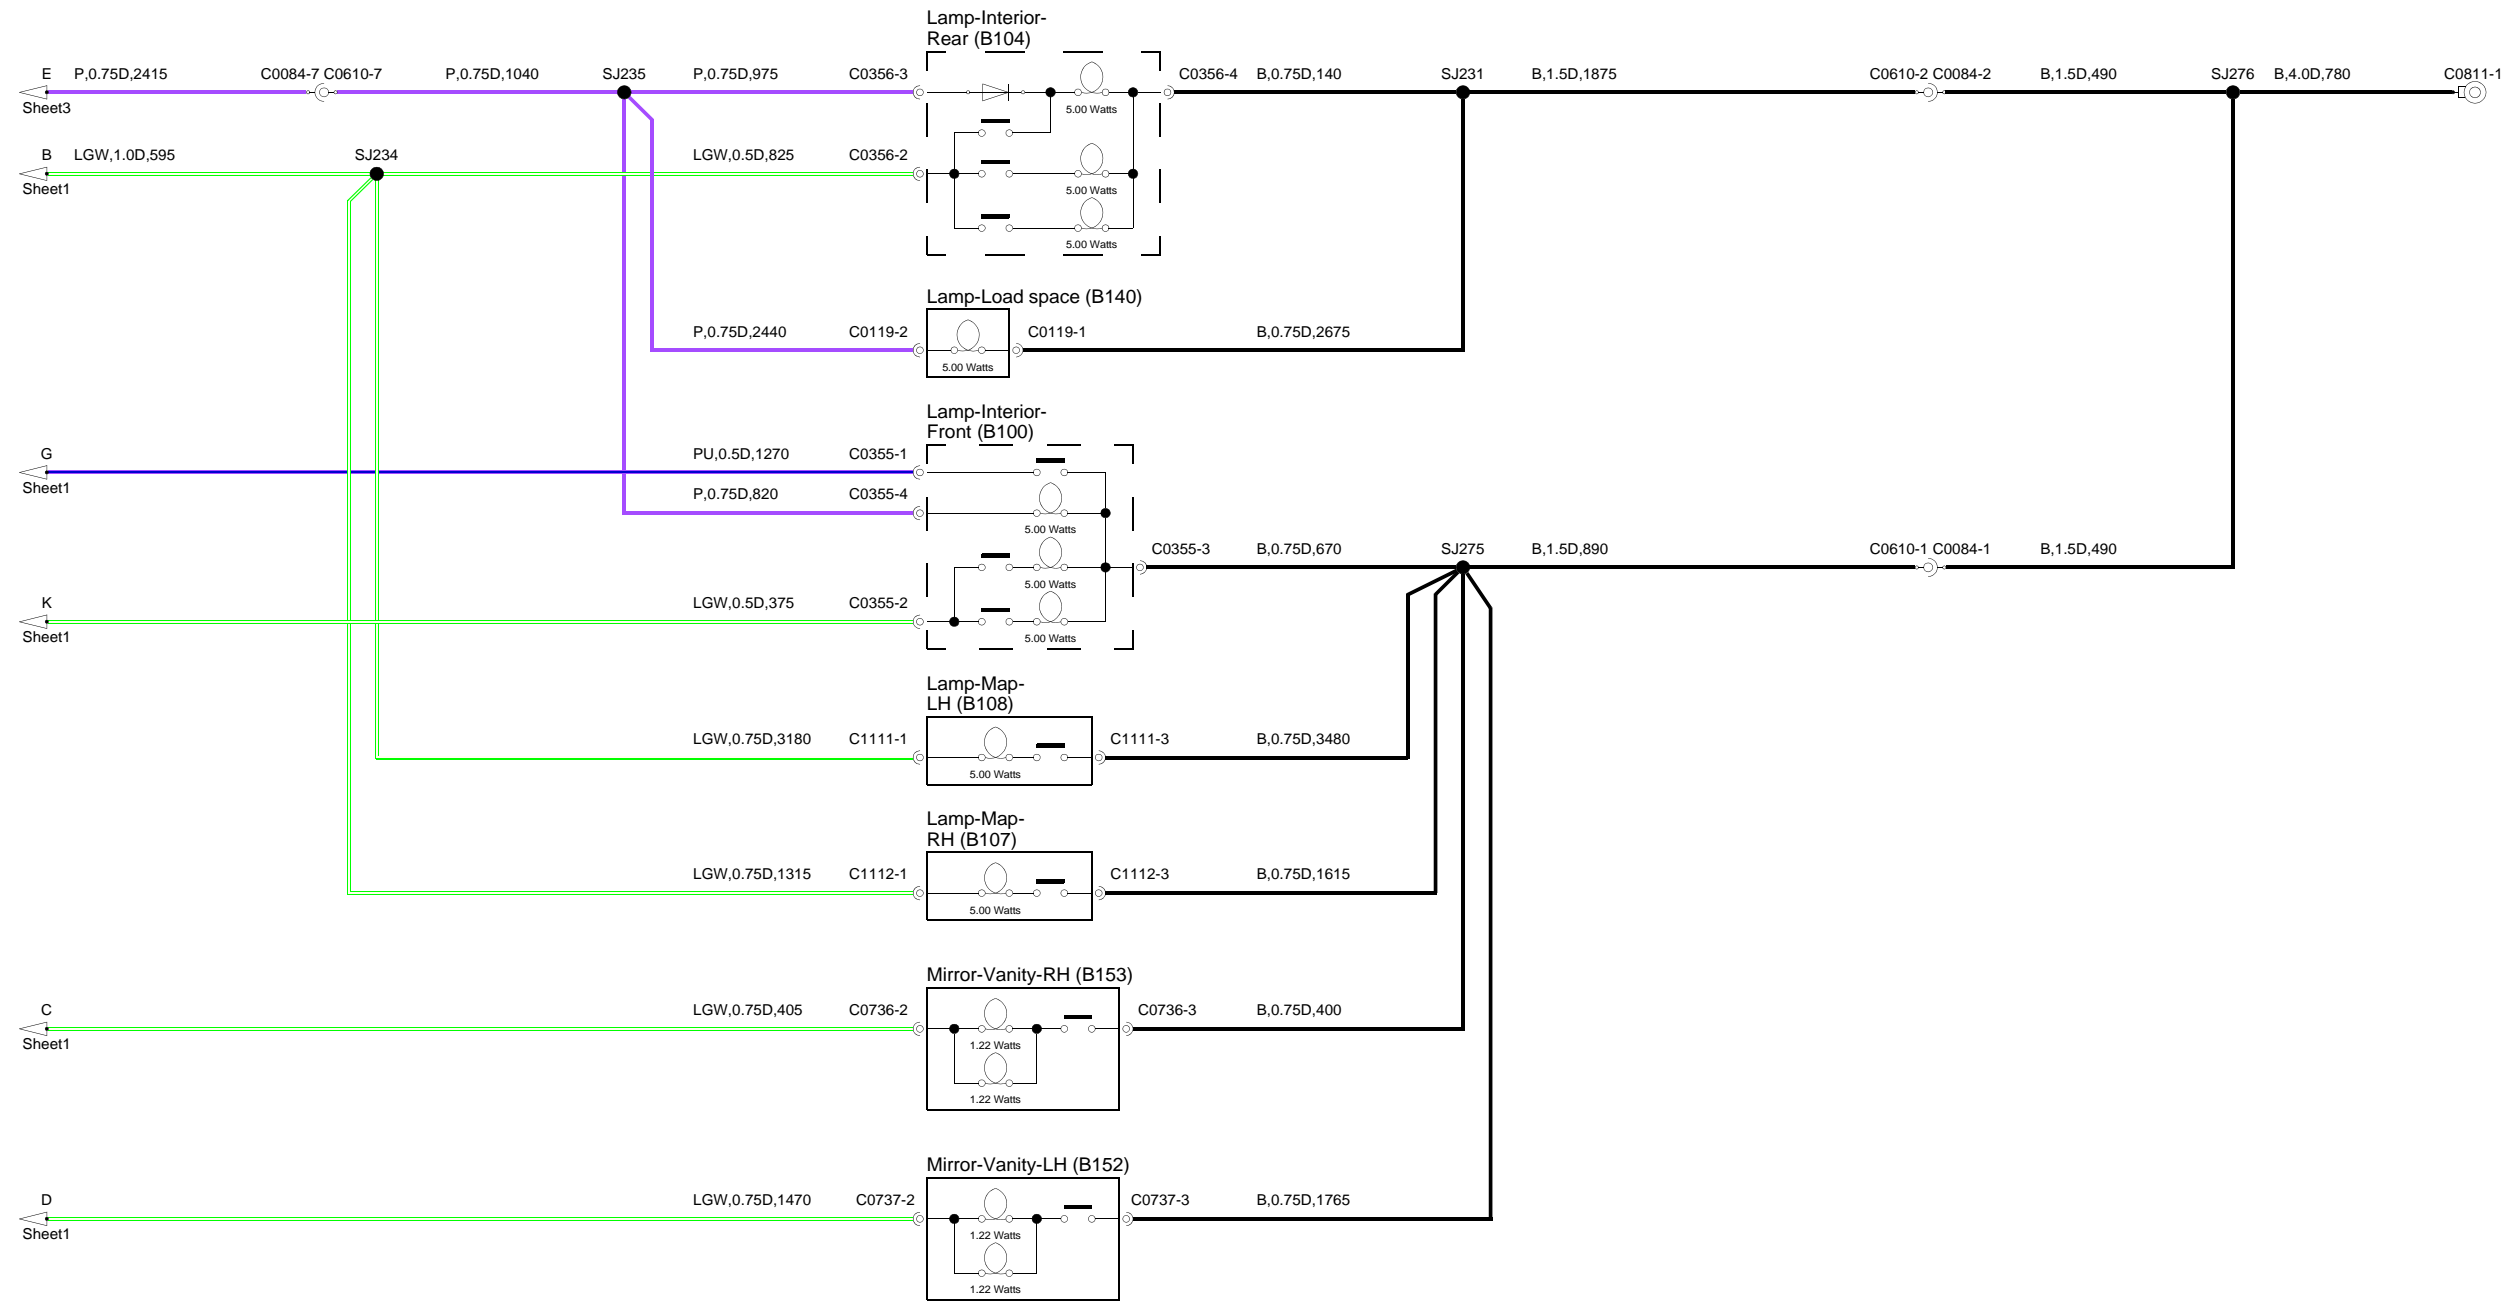 Lamp-Interior-
Rear (B104)
E P,0.75D,2415 C0084-7 C0610-7 P,0.75D,1040 SJ235 P,0.75D,975 C0356-3 C0356-4 B,0.75D,140 SJ231 B,1.5D,1875 C0610-2 C0084-2 B,1.5D,490 SJ276 B,4.0D,780 C0811-1
Sheet3
5.00 Watts
B LGW,1.0D,595 SJ234 LGW,0.5D,825 C0356-2
Sheet1
5.00 Watts
5.00 Watts
Lamp-Load space (B140)
P,0.75D,2440 C0119-2 C0119-1 B,0.75D,2675
5.00 Watts
Lamp-Interior-
Front (B100)
G PU,0.5D,1270 C0355-1
Sheet1
P,0.75D,820 C0355-4
5.00 Watts
C0355-3 B,0.75D,670 SJ275 B,1.5D,890 C0610-1 C0084-1 B,1.5D,490
5.00 Watts
K LGW,0.5D,375 C0355-2
Sheet1
5.00 Watts
Lamp-Map-
LH (B108)
LGW,0.75D,3180 C1111-1 C1111-3 B,0.75D,3480
5.00 Watts
Lamp-Map-
RH (B107)
LGW,0.75D,1315 C1112-1 C1112-3 B,0.75D,1615
5.00 Watts
Mirror-Vanity-RH (B153)
C LGW,0.75D,405 C0736-2 C0736-3 B,0.75D,400
Sheet1
1.22 Watts
1.22 Watts
Mirror-Vanity-LH (B152)
D LGW,0.75D,1470 C0737-2 C0737-3 B,0.75D,1765
Sheet1
1.22 Watts
1.22 Watts